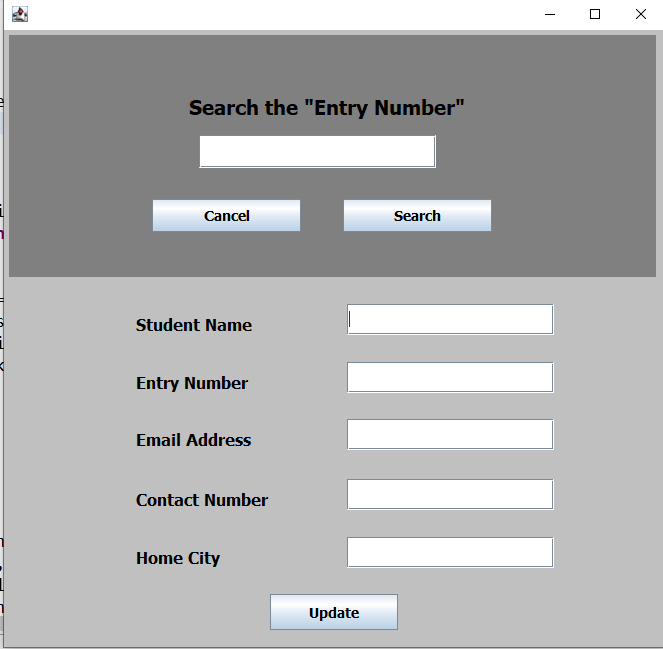 Search the "Entry Number"
Cancel Search
Student Name
Entry Number
Email Address
Contact Number
Home City
Update